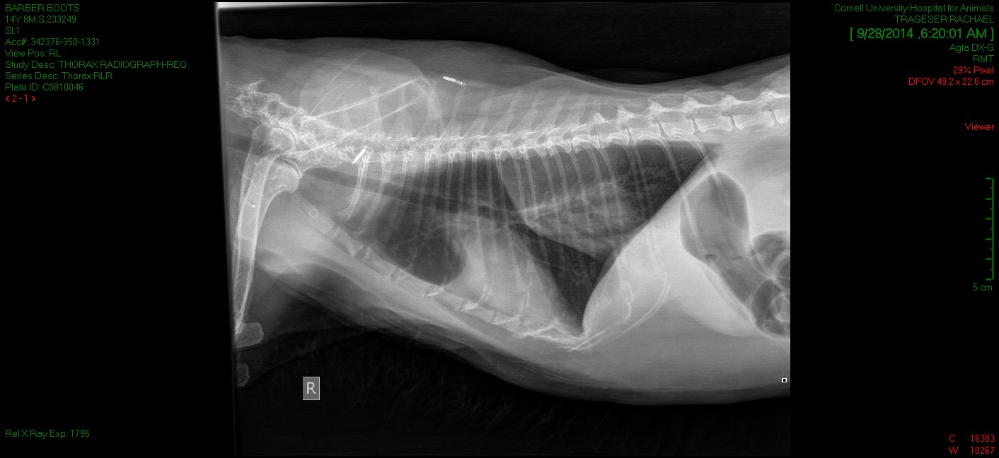 BARBER BOOTS
14Y 8M,S,233249
SI:1
Acc#: 342376-350-1331
View Pos: RL
Study Desc: THORAX RADIOGRAPH-REQ
Series Desc: Thorax RLR
Plate ID: C0810046
< 2 - 1 >
Cornell University Hospital for Animals
TRAGESER RACHAEL
[ 9/28/2014 ,6:20:01 AM ]
Agfa DX-G
RMT
29% Pixel
DFOV 49.2 x 22.6 cm
Viewer
5 cm
R
Rel X Ray Exp: 1795
C 16383
W 10267